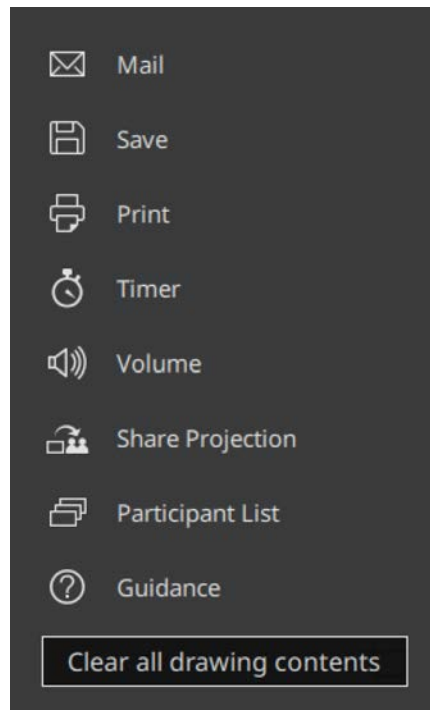 Mail
Save
Print
Timer
Volume
Share Projection
Participant List
Guidance
Clear all drawing contents